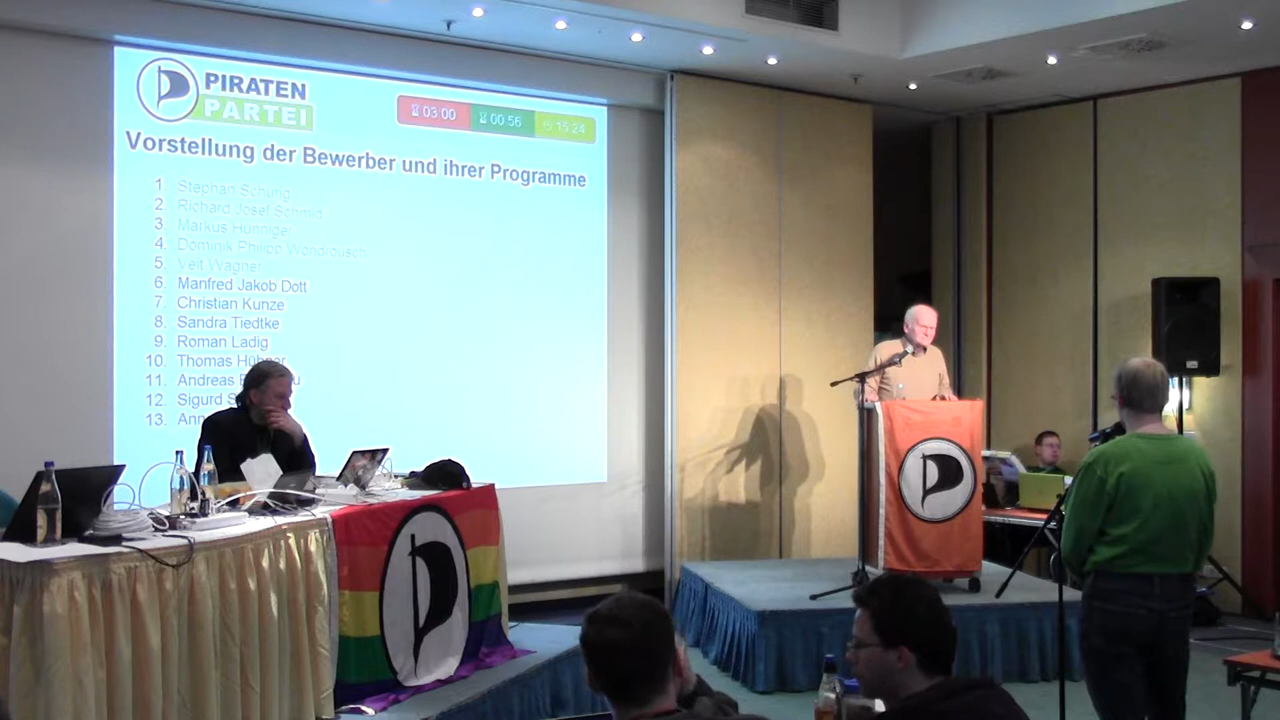 PIRATEN
PARTEI
03:00 00:56 15:24
Vorstellung der Bewerber und ihrer Programme
1. Stephan Schurig
2. Richard Josef Schmid
3. Markus Hünniger
4. Dominik Philipp Wondrousch
5. Veit Wagner
6. Manfred Jakob Dott
7. Christian Kunze
8. Sandra Tiedtke
9. Roman Ladig
10. Thomas Hübner
11. Andreas
12. Sigurd
13.